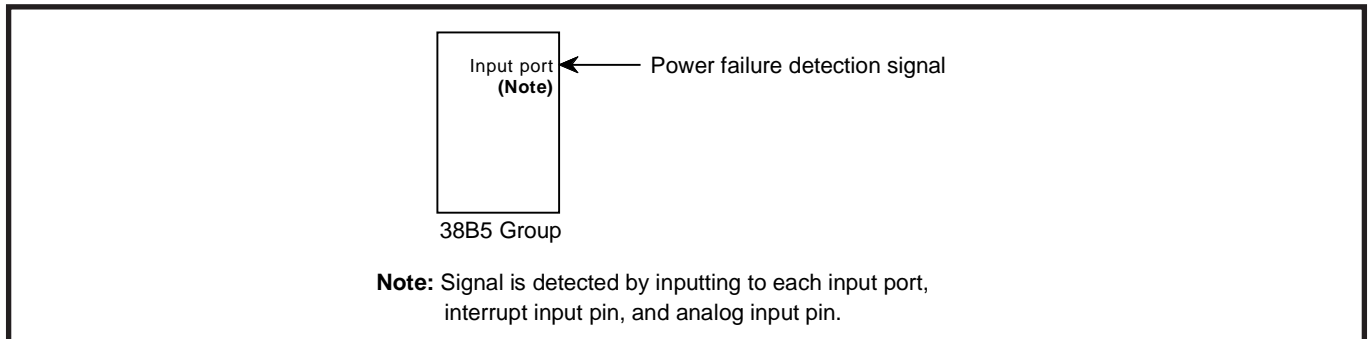 Input port
(Note)
Power failure detection signal
38B5 Group
Note: Signal is detected by inputting to each input port,
interrupt input pin, and analog input pin.